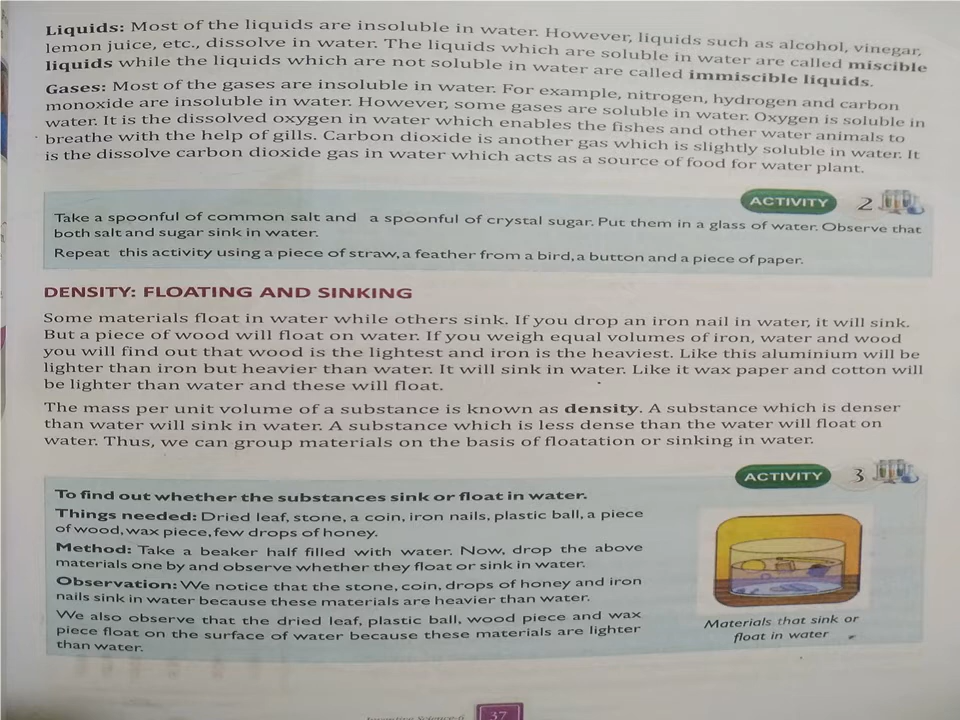 Liquids: Most of the liquids are insoluble in water. However, liquids such as alcohol, vinegar,
lemon juice, etc., dissolve in water. The liquids which are soluble in water are called miscible
liquids while the liquids which are not soluble in water are called immiscible liquids.
Gases: Most of the gases are insoluble in water. For example, nitrogen, hydrogen and carbon
monoxide are insoluble in water. However, some gases are soluble in water. Oxygen is soluble in
water. It is the dissolved oxygen in water which enables the fishes and other water animals to
breathe with the help of gills. Carbon dioxide is another gas which is slightly soluble in water. It
is the dissolve carbon dioxide gas in water which acts as a source of food for water plant.
ACTIVITY 2
Take a spoonful of common salt and a spoonful of crystal sugar. Put them in a glass of water. Observe that
both salt and sugar sink in water.
Repeat this activity using a piece of straw, a feather from a bird, a button and a piece of paper.
DENSITY: FLOATING AND SINKING
Some materials float in water while others sink. If you drop an iron nail in water, it will sink.
But a piece of wood will float on water. If you weigh equal volumes of iron, water and wood
you will find out that wood is the lightest and iron is the heaviest. Like this aluminium will be
lighter than iron but heavier than water. It will sink in water. Like it wax paper and cotton will
be lighter than water and these will float.
The mass per unit volume of a substance is known as density. A substance which is denser
than water will sink in water. A substance which is less dense than the water will float on
water. Thus, we can group materials on the basis of floatation or sinking in water.
ACTIVITY 3
To find out whether the substances sink or float in water.
Things needed: Dried leaf, stone, a coin, iron nails, plastic ball, a piece
of wood, wax piece, few drops of honey.
Method: Take a beaker half filled with water. Now, drop the above
materials one by and observe whether they float or sink in water.
Observation: We notice that the stone, coin, drops of honey and iron
nails sink in water because these materials are heavier than water.
We also observe that the dried leaf, plastic ball, wood piece and wax
piece float on the surface of water because these materials are lighter
than water.
Materials that sink or
float in water
37